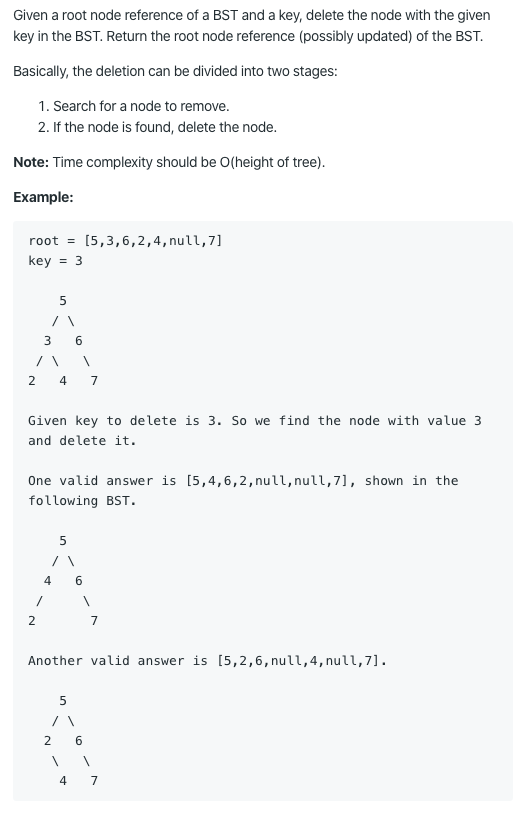 Given a root node reference of a BST and a key, delete the node with the given
key in the BST. Return the root node reference (possibly updated) of the BST.
Basically, the deletion can be divided into two stages:
1. Search for a node to remove.
2. If the node is found, delete the node.
Note: Time complexity should be O(height of tree).
Example:
root = [5,3,6,2,4,null,7]
key = 3
    5
   / \
  3   6
 / \   \
2   4   7
Given key to delete is 3. So we find the node with value 3
and delete it.
One valid answer is [5,4,6,2,null,null,7], shown in the
following BST.
    5
   / \
  4   6
 /     \
2       7
Another valid answer is [5,2,6,null,4,null,7].
    5
   / \
  2   6
   \   \
    4   7